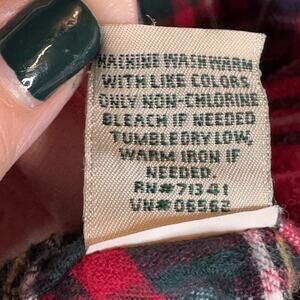 MACHINE WASH WARM
WITH LIKE COLORS.
ONLY NON-CHLORINE
BLEACH IF NEEDED
TUMBLE DRY LOW,
WARM IRON IF
NEEDED.
RN# 71341
VN# 06562